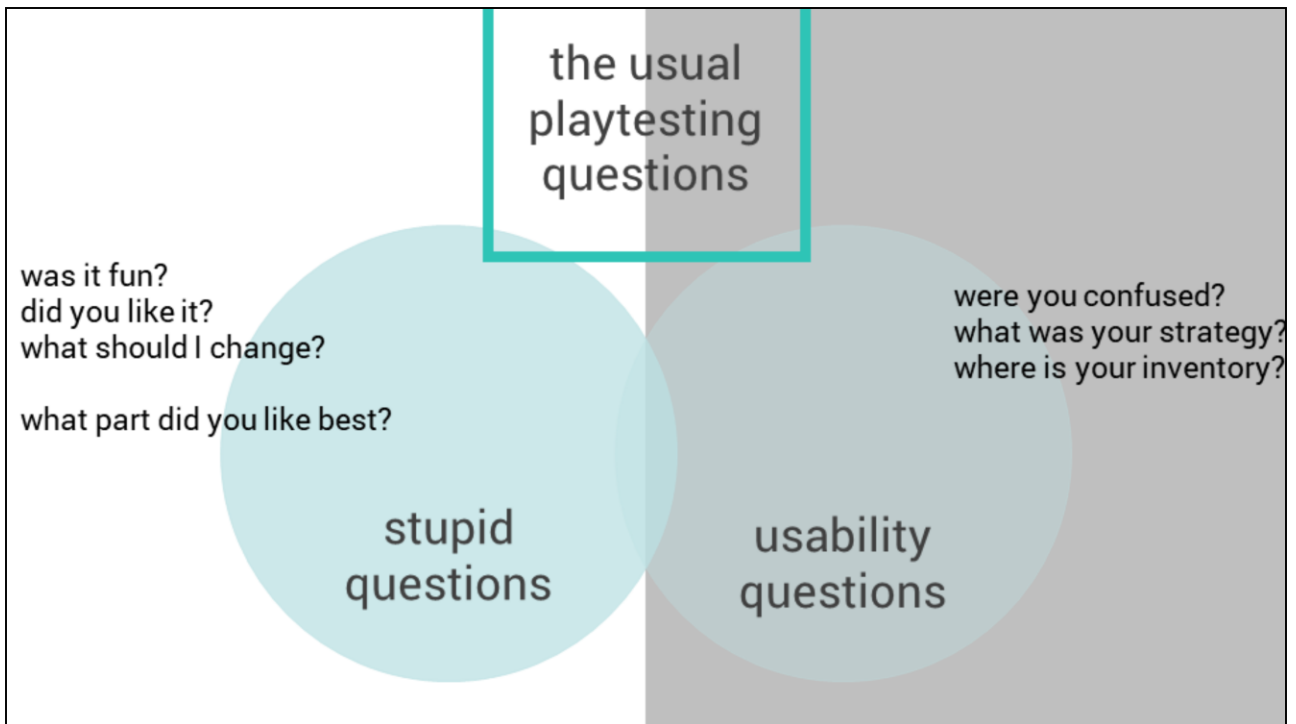 the usual
playtesting
questions
was it fun?
did you like it?
what should I change?
what part did you like best?
were you confused?
what was your strategy?
where is your inventory?
stupid
questions
usability
questions